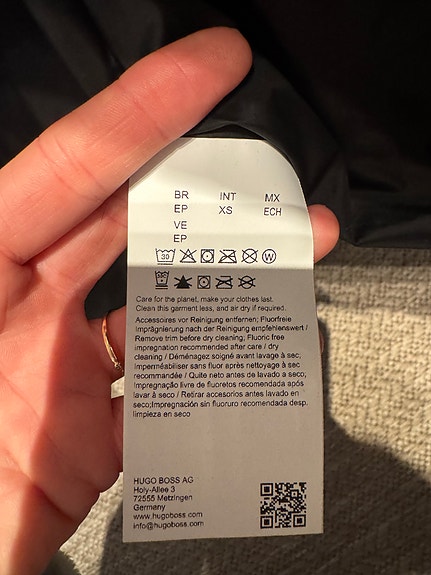 BR INT MX
EP XS ECH
VE
EP
30
W
Care for the planet, make your clothes last.
Clean this garment less, and air dry if required.
Accessoires vor Reinigung entfernen; Fluorfreie
Imprägnierung nach der Reinigung empfehlenswert /
Remove trim before dry cleaning; Fluoric free
impregnation recommended after care / dry
cleaning / Déménagez soigné avant lavage à sec,
Imperméabiliser sans fluor après nettoyage à sec
recommandée / Quite neto antes de lavado a seco,
Impregnação livre de fluoretos recomendada após
lavar à seco / Retirar accesorios antes lavado en
seco;Impregnación sin fluoruro recomendada desp.
limpieza en seco
HUGO BOSS AG
Holy-Allee 3
72555 Metzingen
Germany
www.hugoboss.com
info@hugoboss.com